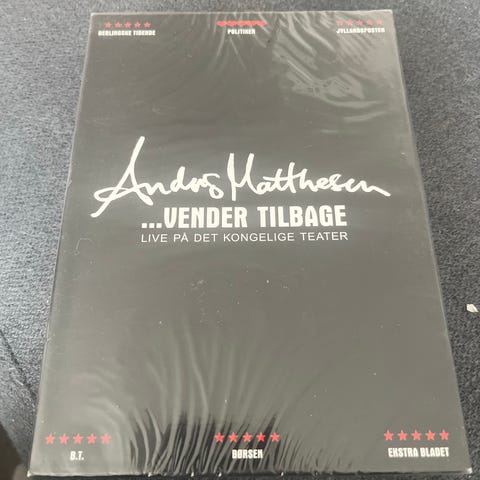 BERLINGSKE TIDENDE
POLITIKEN
JYLLANDSPOSTEN
Anders Matthesen
...VENDER TILBAGE
LIVE PÅ DET KONGELIGE TEATER
B.T.
BØRSEN
EKSTRA BLADET